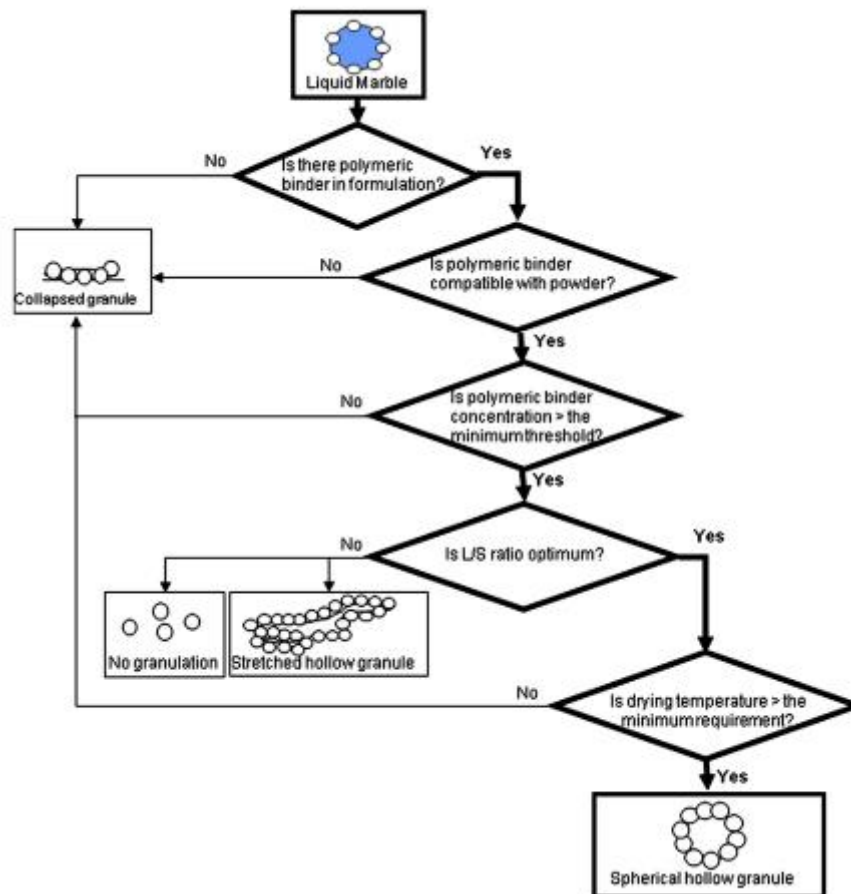 Liquid Marble
No
Yes
Is there polymeric
binder in formulation?
No
Is polymeric binder
compatible with powder?
Collapsed granule
Yes
No
Is polymeric binder
concentration > the
minimum threshold?
Yes
No
Is L/S ratio optimum?
Yes
No granulation
Stretched hollow granule
No
Is drying temperature > the
minimum requirement?
Yes
Spherical hollow granule